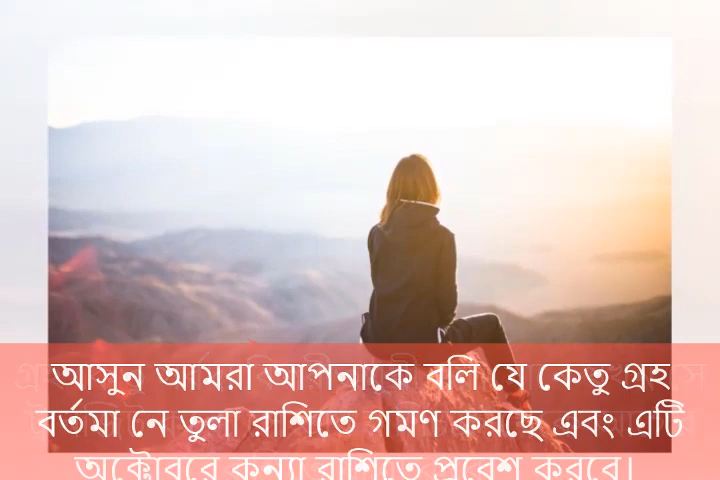 আসুন আমরা আপনাকে বলি যে কেতু গ্রহ
বর্তমা নে তুলা রাশিতে গমণ করছে এবং এটি
অক্টোবরে কন্যা রাশিতে প্রবেশ করবে।